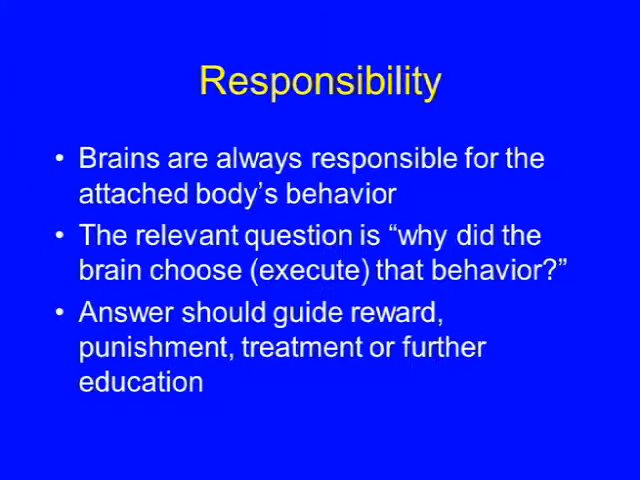 Responsibility
• Brains are always responsible for the
attached body's behavior
• The relevant question is “why did the
brain choose (execute) that behavior?”
• Answer should guide reward,
punishment, treatment or further
education